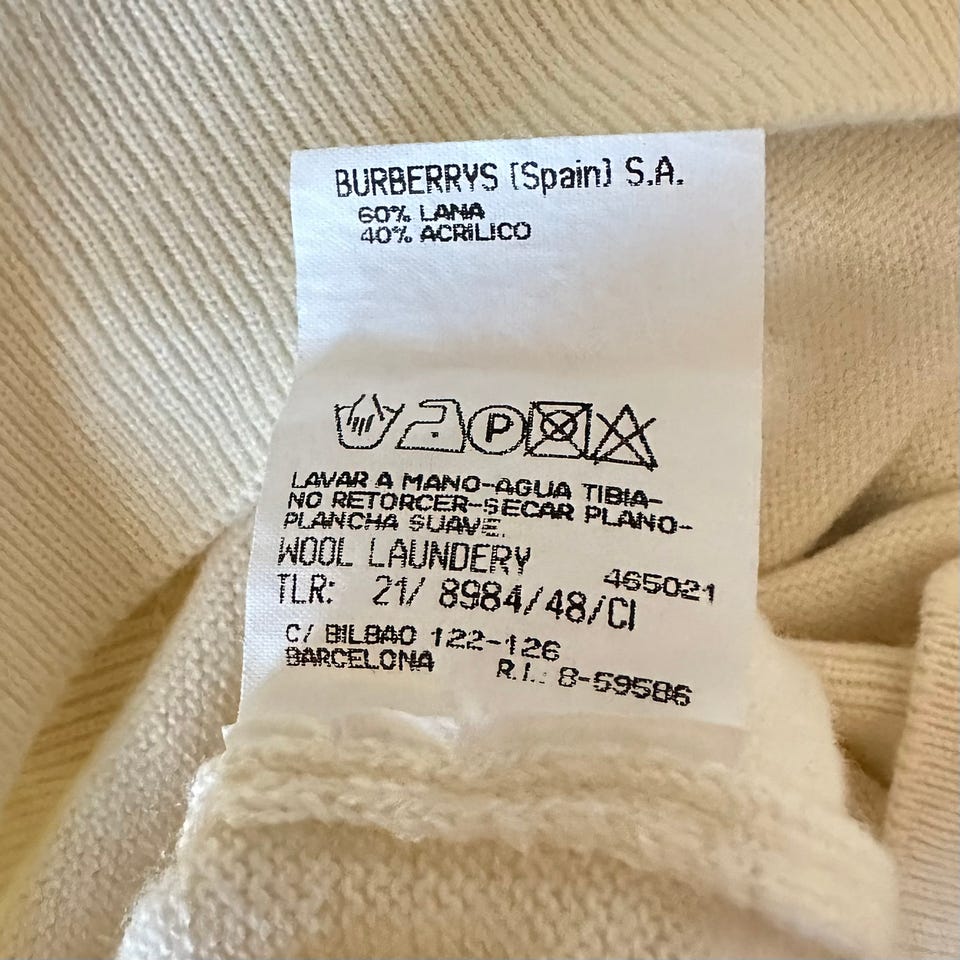 BURBERRYS (Spain) S.A.
60% LANA
40% ACRILICO
P
LAVAR A MANO-AGUA TIBIA-
NO RETORCER-SECAR PLANO-
PLANCHA SUAVE.
WOOL LAUNDERY
465021
TLR: 21/ 8984/48/CI
C/ BILBAO 122-126
BARCELONA R.I.: 8-59586